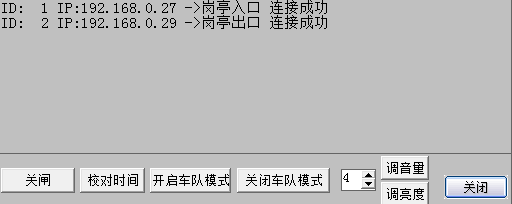 ID:  1 IP:192.168.0.27 ->岗亭入口 连接成功
ID:  2 IP:192.168.0.29 ->岗亭出口 连接成功
关闸 校对时间 开启车队模式 关闭车队模式 4 调音量
调亮度 关闭